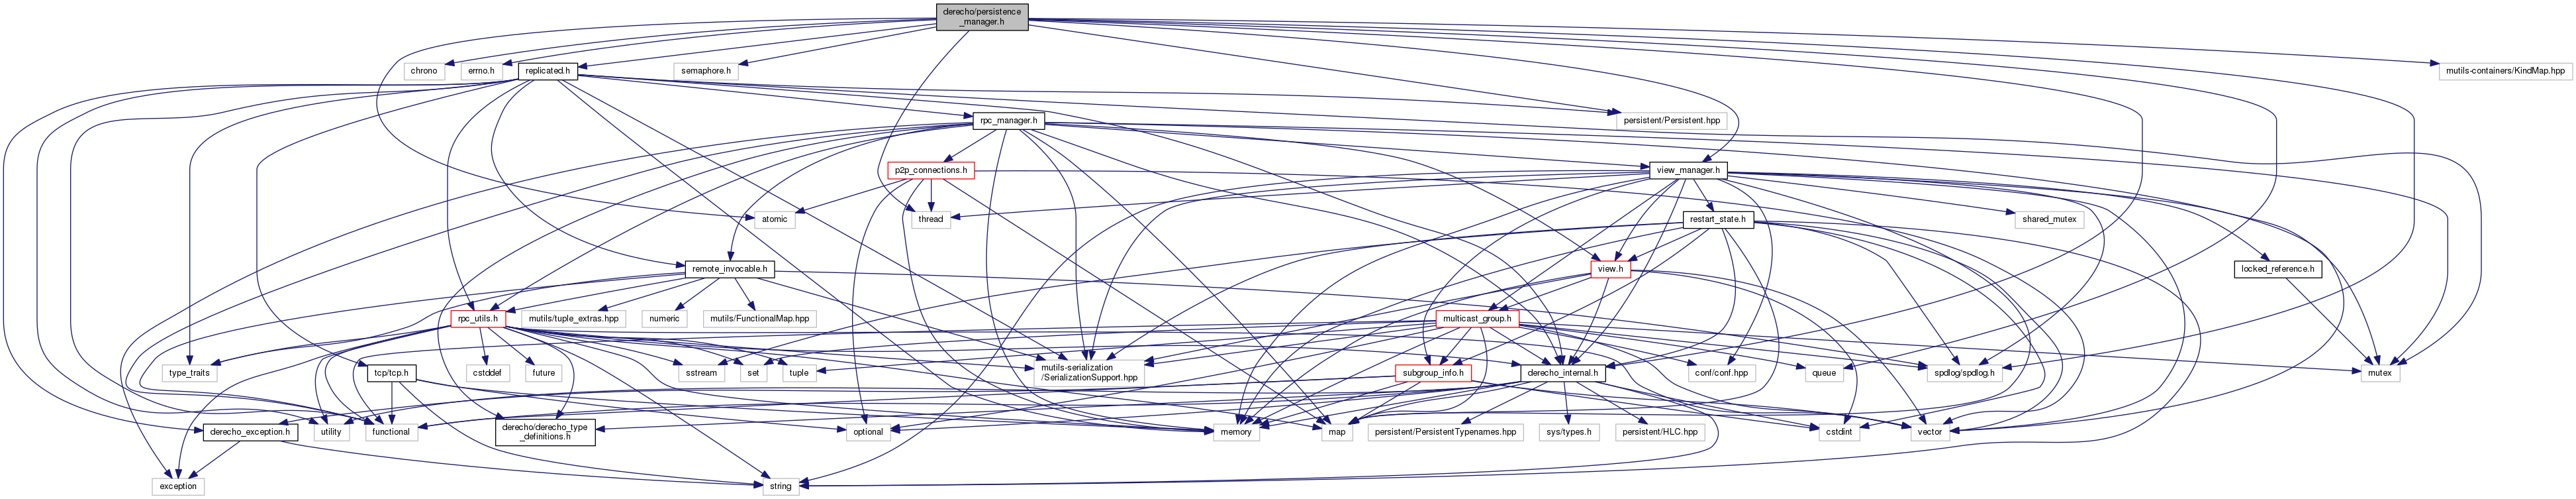 derecho/persistence
_manager.h
chrono
errno.h
replicated.h
semaphore.h
mutils-containers/KindMap.hpp
rpc_manager.h
persistent/Persistent.hpp
p2p_connections.h
view_manager.h
atomic
thread
restart_state.h
shared_mutex
remote_invocable.h
view.h
locked_reference.h
rpc_utils.h
mutils/tuple_extras.hpp
numeric
mutils/FunctionalMap.hpp
multicast_group.h
type_traits
tcp/tcp.h
cstddef
future
sstream
set
tuple
mutils-serialization
/SerializationSupport.hpp
subgroup_info.h
derecho_internal.h
conf/conf.hpp
queue
spdlog/spdlog.h
mutex
derecho_exception.h
utility
functional
derecho/derecho_type
_definitions.h
optional
memory
map
persistent/PersistentTypenames.hpp
sys/types.h
persistent/HLC.hpp
cstdint
vector
exception
string